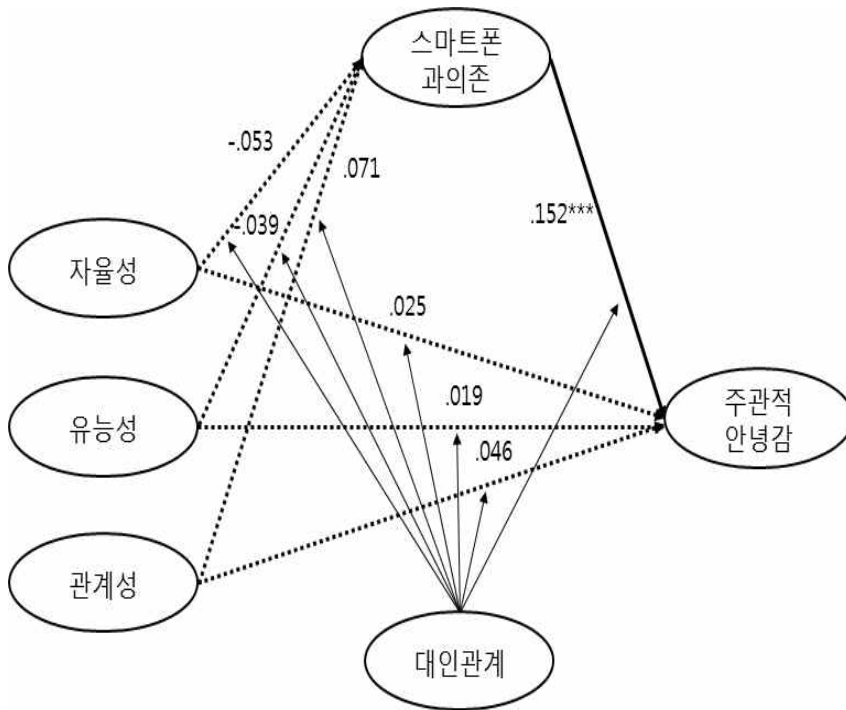 스마트폰
과의존
-.053
.071
-.039
.152***
자율성
.025
.019
주관적
안녕감
유능성
.046
관계성
대인관계